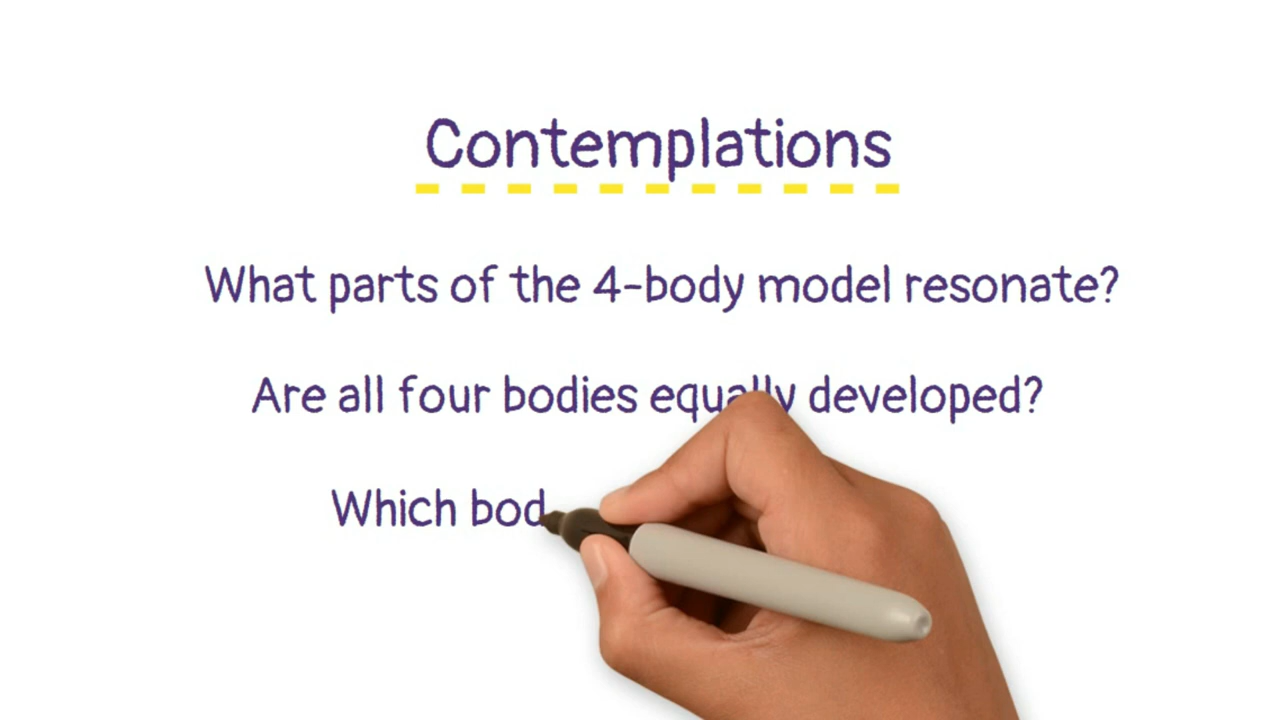 Contemplations
What parts of the 4-body model resonate?
Are all four bodies equally developed?
Which bod